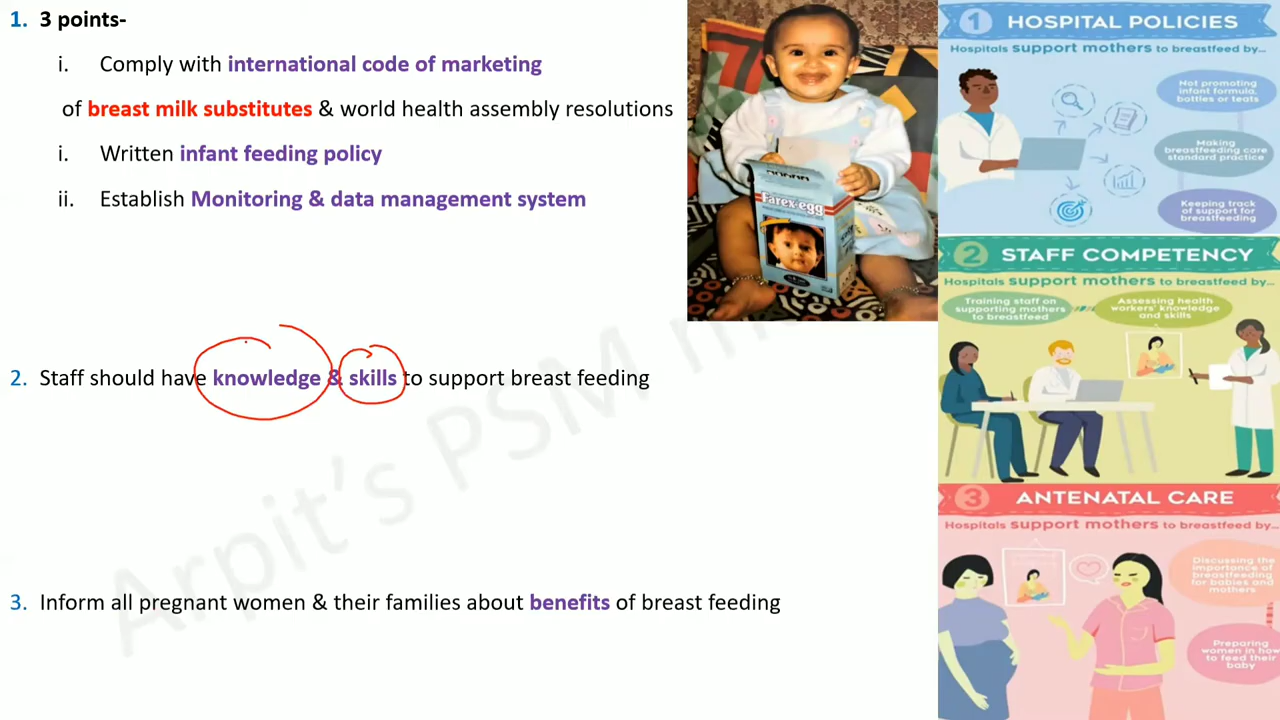 1. 3 points-
i. Comply with international code of marketing
of breast milk substitutes & world health assembly resolutions
i. Written infant feeding policy
ii. Establish Monitoring & data management system
2. Staff should have knowledge & skills to support breast feeding
3. Inform all pregnant women & their families about benefits of breast feeding
Arpit's PSM
Farex-egg
1 HOSPITAL POLICIES
Hospitals support mothers to breastfeed by...
Not promoting
infant formula,
bottles or teats
Making
breastfeeding care
standard practice
Keeping track
of support for
breastfeeding
2 STAFF COMPETENCY
Hospitals support mothers to breastfeed by...
Training staff on
supporting mothers
to breastfeed
Assessing health
workers' knowledge
and skills
3 ANTENATAL CARE
Hospitals support mothers to breastfeed by...
Discussing the
importance of
breastfeeding
for babies and
mothers
Preparing
women in how
to feed their
baby